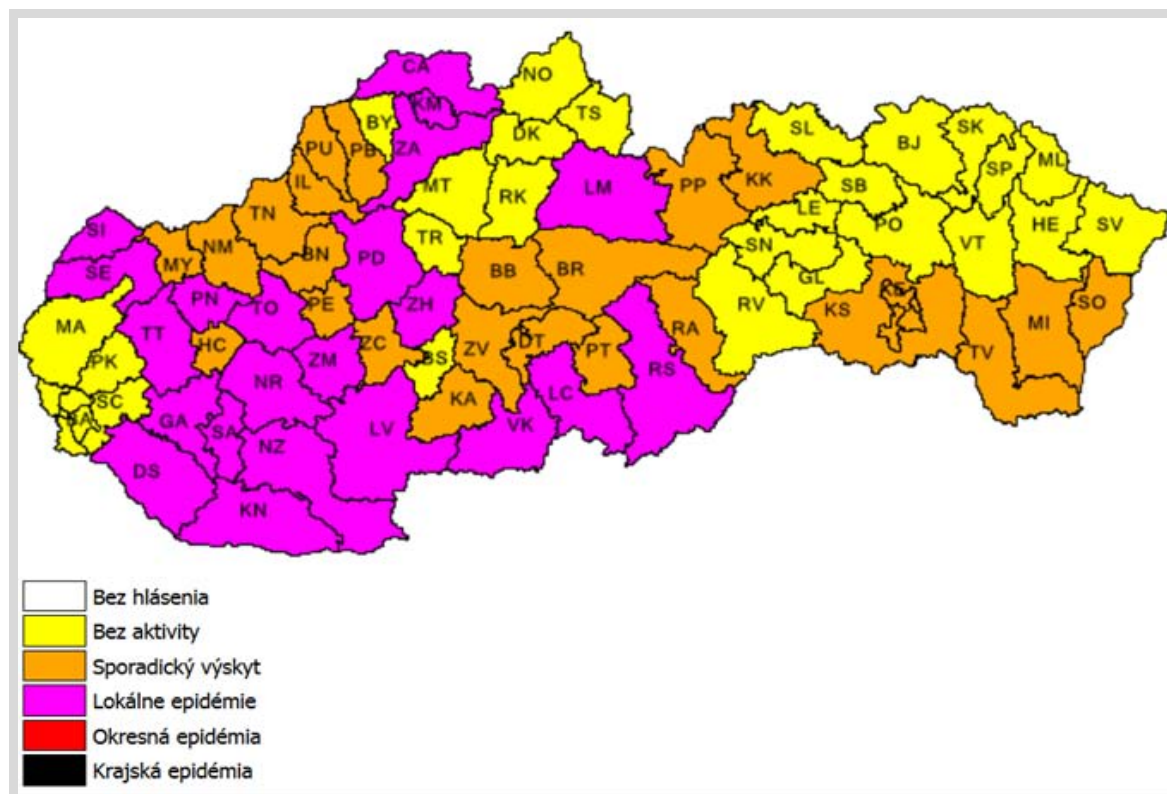 CA
NO
KM
TS
BY
DK
SL
SK
PU
PB
ZA
BJ
SP
ML
IL
MT
RK
LM
PP
KK
SB
TN
LE
PO
HE
SV
SI
NM
TR
SN
VT
MY
BN
PD
BB
BR
GL
SE
PN
TO
PE
ZH
RV
KS
KE
SO
MA
TT
HC
ZC
BS
ZV
DT
PT
RA
MI
TV
PK
ZM
RS
SC
NR
KA
LC
BA
GA
SA
NZ
LV
VK
DS
KN
Bez hlásenia
Bez aktivity
Sporadický výskyt
Lokálne epidémie
Okresná epidémia
Krajská epidémia